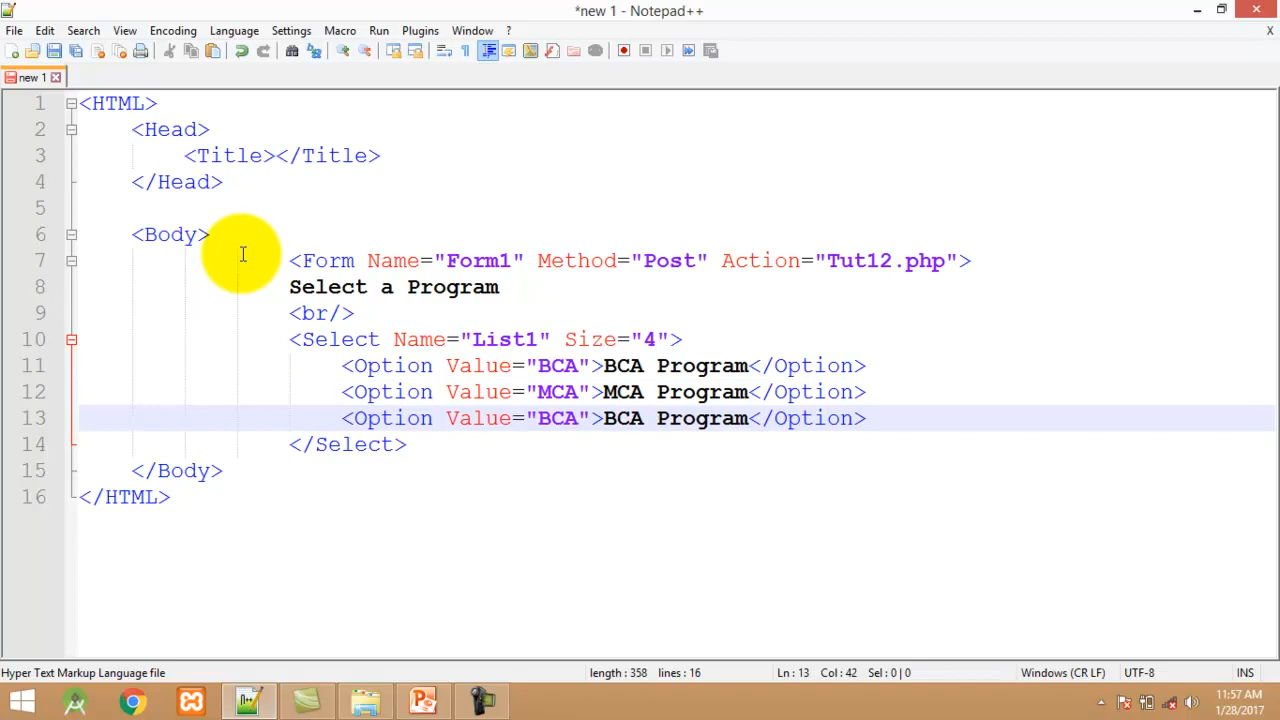 *new 1 - Notepad++
File Edit Search View Encoding Language Settings Macro Run Plugins Window ? X
new 1
1 <HTML>
2 <Head>
3 <Title></Title>
4 </Head>
5
6 <Body>
7 <Form Name="Form1" Method="Post" Action="Tut12.php">
8 Select a Program
9 <br/>
10 <Select Name="List1" Size="4">
11 <Option Value="BCA">BCA Program</Option>
12 <Option Value="MCA">MCA Program</Option>
13 <Option Value="BCA">BCA Program</Option>
14 </Select>
15 </Body>
16 </HTML>
Hyper Text Markup Language file length : 358 lines : 16 Ln : 13 Col : 42 Sel : 0 | 0 Windows (CR LF) UTF-8 INS
11:57 AM
1/28/2017